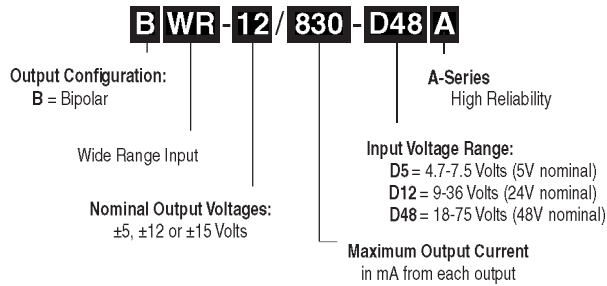 BWR-12/830-D48A
Output Configuration:
B = Bipolar
Wide Range Input
Nominal Output Voltages:
±5, ±12 or ±15 Volts
A-Series
High Reliability
Input Voltage Range:
D5 = 4.7-7.5 Volts (5V nominal)
D12 = 9-36 Volts (24V nominal)
D48 = 18-75 Volts (48V nominal)
Maximum Output Current
in mA from each output